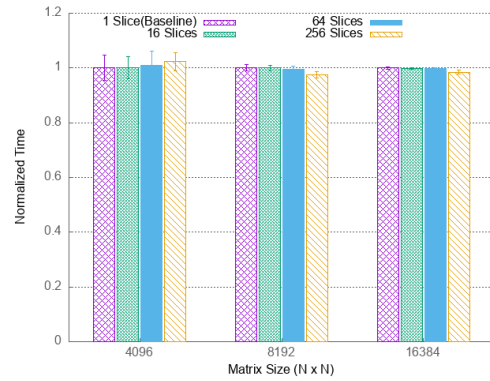 1.2
1
0.8
0.6
0.4
0.2
0
Normalized Time
1 Slice(Baseline)
16 Slices
64 Slices
256 Slices
4096
8192
16384
Matrix Size (N x N)